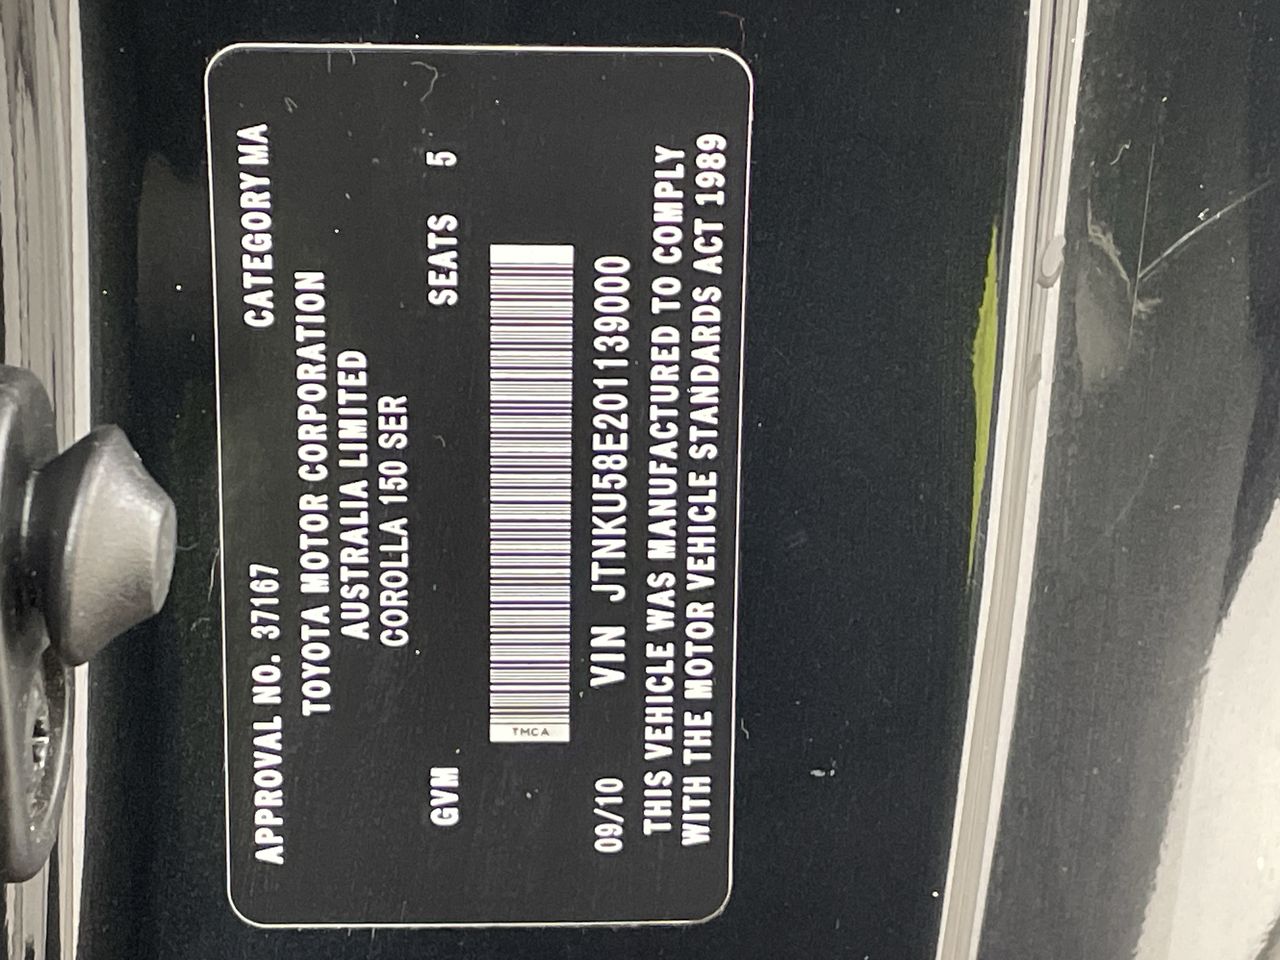 APPROVAL NO. 37167 CATEGORY MA
TOYOTA MOTOR CORPORATION
AUSTRALIA LIMITED
COROLLA 150 SER
GVM SEATS 5
TMCA
09/10 VIN JTNKU58E201139000
THIS VEHICLE WAS MANUFACTURED TO COMPLY
WITH THE MOTOR VEHICLE STANDARDS ACT 1989